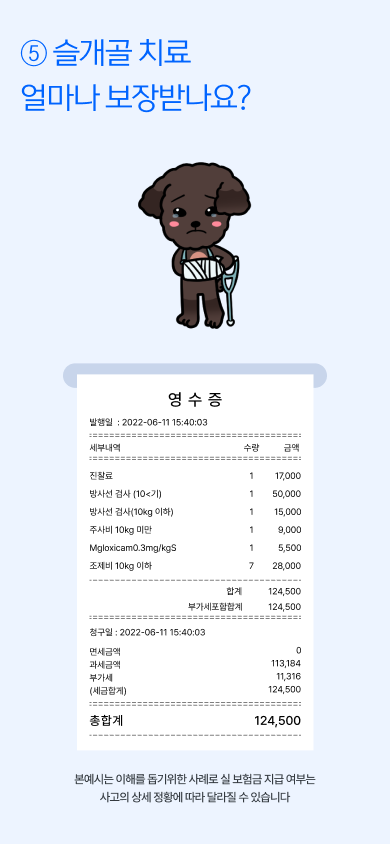 ⑤ 슬개골 치료
얼마나 보장받나요?
영 수 증
발행일 : 2022-06-11 15:40:03
세부내역 수량 금액
진찰료 1 17,000
방사선 검사 (10<기) 1 50,000
방사선 검사(10kg 이하) 1 15,000
주사비 10kg 미만 1 9,000
Mgloxicam0.3mg/kgS 1 5,500
조제비 10kg 이하 7 28,000
합계 124,500
부가세포함합계 124,500
청구일 : 2022-06-11 15:40:03
면세금액 0
과세금액 113,184
부가세 11,316
(세금합게) 124,500
총합계 124,500
본예시는 이해를 돕기위한 사례로 실 보험금 지급 여부는
사고의 상세 정황에 따라 달라질 수 있습니다